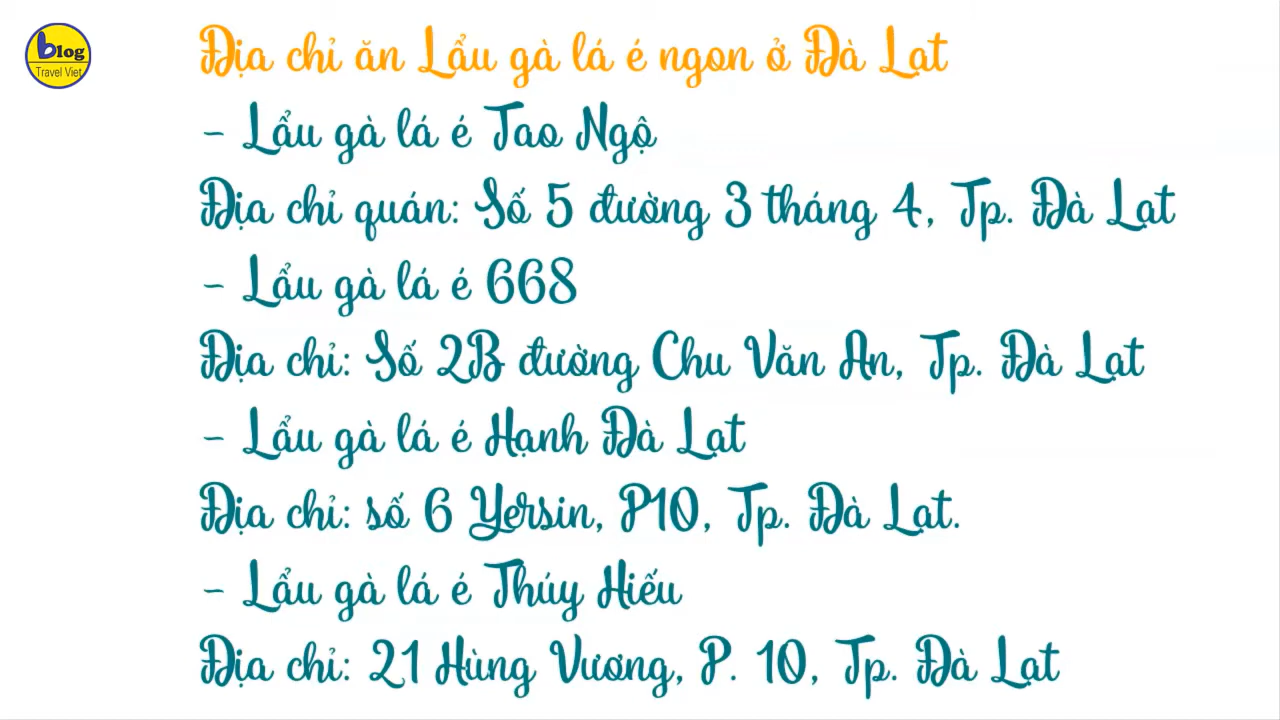 blog
Travel Viet
Địa chỉ ăn Lẩu gà lá é ngon ở Đà Lạt
- Lẩu gà lá é Tao Ngộ
Địa chỉ quán: Số 5 đường 3 tháng 4, Tp. Đà Lạt
- Lẩu gà lá é 668
Địa chỉ: Số 2B đường Chu Văn An, Tp. Đà Lạt
- Lẩu gà lá é Hạnh Đà Lạt
Địa chỉ: số 6 Yersin, P10, Tp. Đà Lạt.
- Lẩu gà lá é Thúy Hiếu
Địa chỉ: 21 Hùng Vương, P. 10, Tp. Đà Lạt